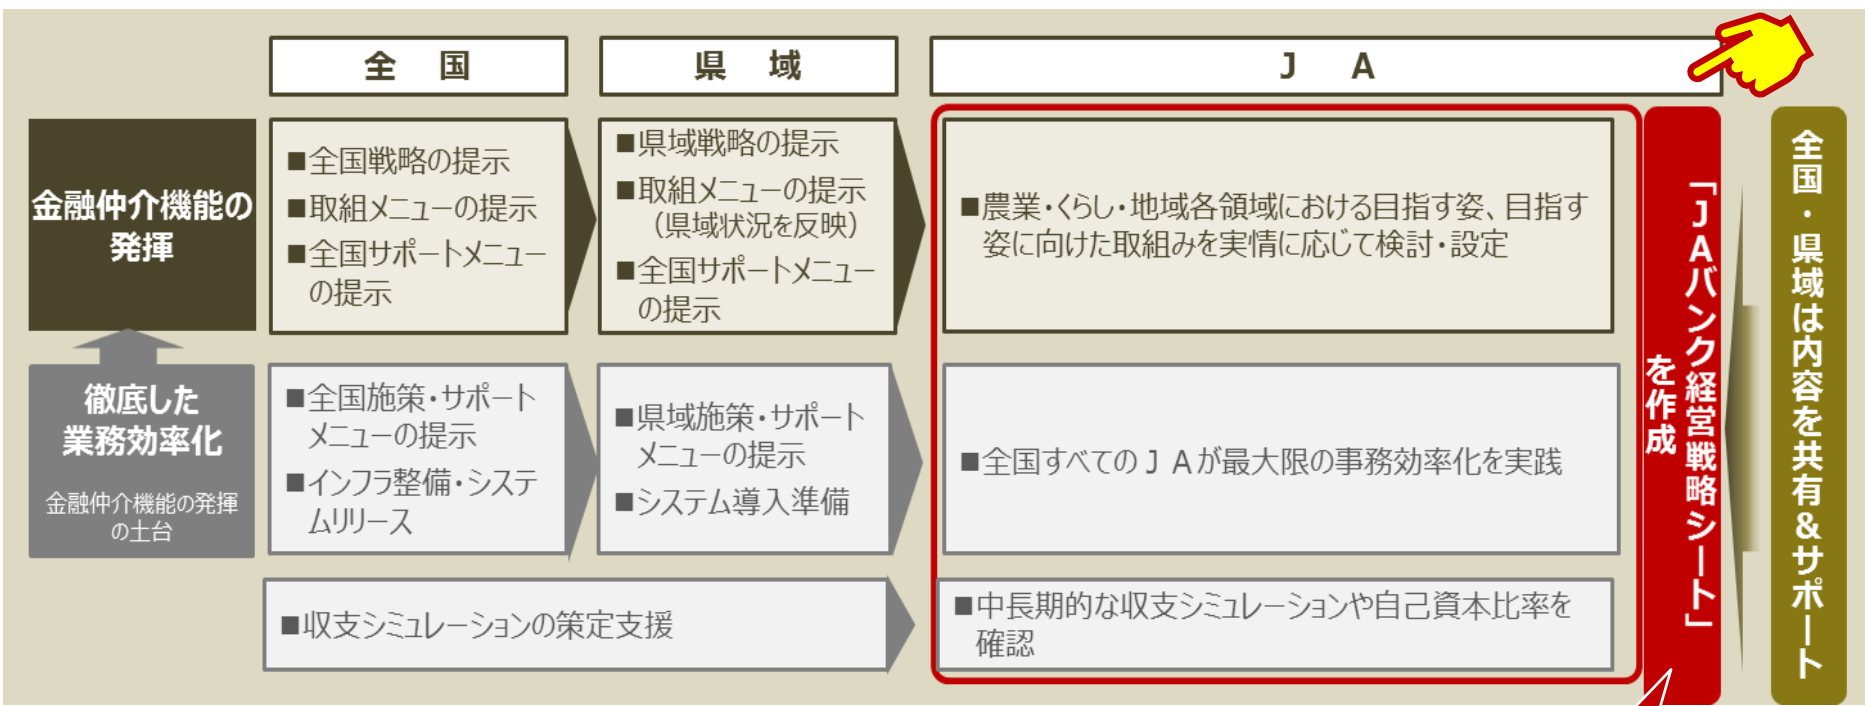 全 国
県 域
J A
金融仲介機能の
発揮
■全国戦略の提示
■取組メニューの提示
■全国サポートメニュー
の提示
■県域戦略の提示
■取組メニューの提示
（県域状況を反映）
■全国サポートメニュー
の提示
■農業・くらし・地域各領域における目指す姿、目指す
姿に向けた取組みを実情に応じて検討・設定
徹底した
業務効率化
金融仲介機能の発揮
の土台
■全国施策・サポート
メニューの提示
■インフラ整備・システ
ムリリース
■県域施策・サポート
メニューの提示
■システム導入準備
■全国すべてのJ Aが最大限の事務効率化を実践
■収支シミュレーションの策定支援
■中長期的な収支シミュレーションや自己資本比率を
確認
「JAバンク経営戦略シート」
を作成
全国・県域は内容を共有&サポート